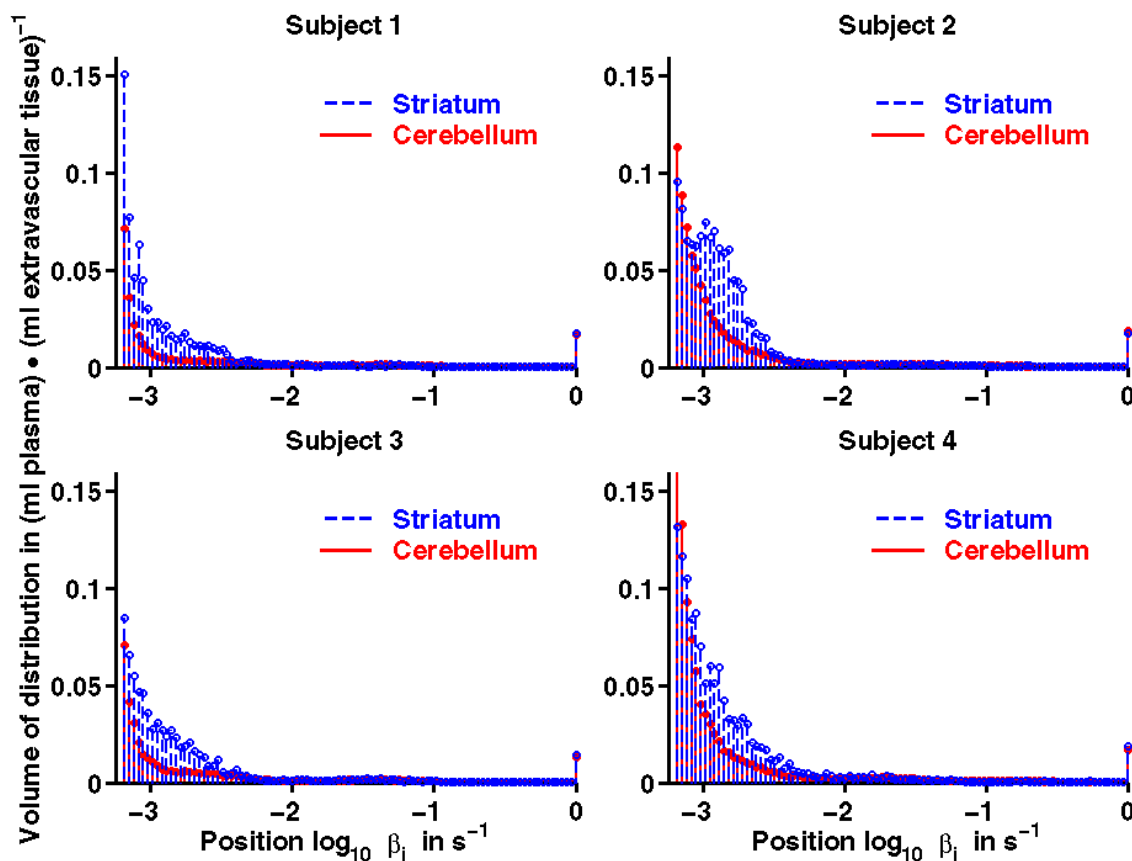 Volume of distribution in (ml plasma) • (ml extravascular tissue)⁻¹
Subject 1
0.15
0.1
0.05
0
Striatum
Cerebellum
−3 −2 −1 0
Subject 2
0.15
0.1
0.05
0
Striatum
Cerebellum
−3 −2 −1 0
Subject 3
0.15
0.1
0.05
0
Striatum
Cerebellum
−3 −2 −1 0
Position log₁₀ βᵢ in s⁻¹
Subject 4
0.15
0.1
0.05
0
Striatum
Cerebellum
−3 −2 −1 0
Position log₁₀ βᵢ in s⁻¹